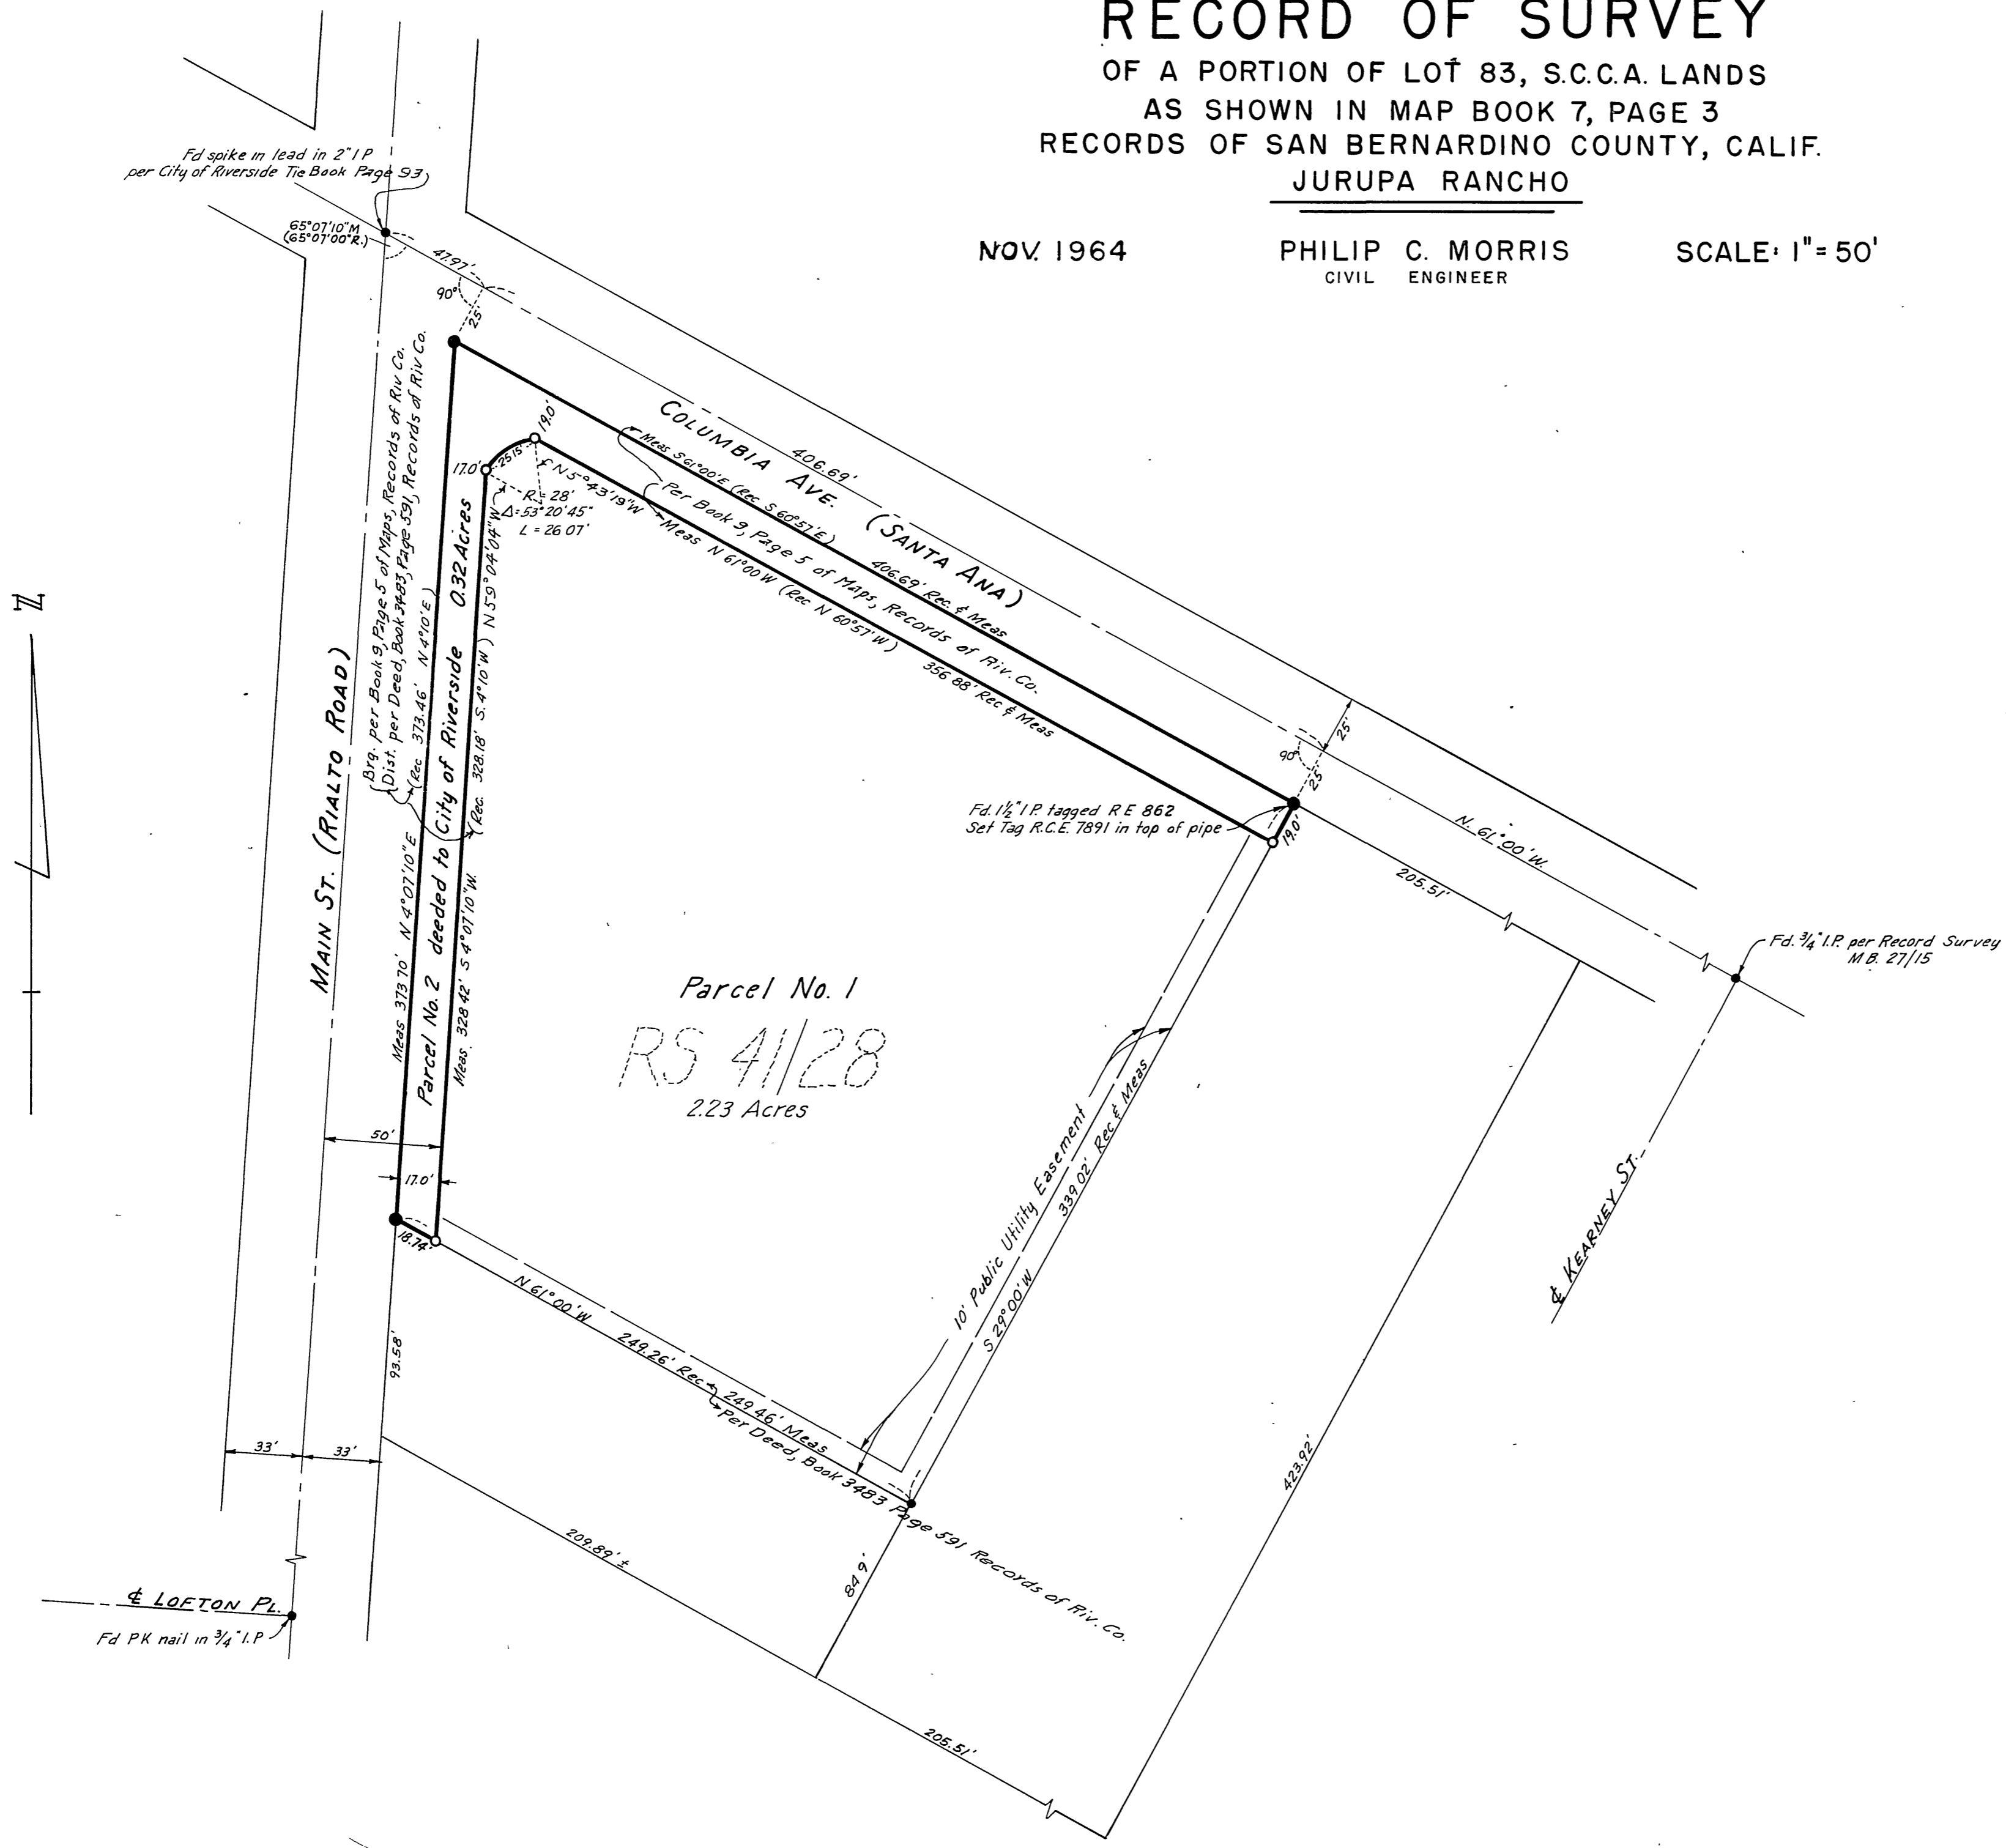 RECORD OF SURVEY
OF A PORTION OF LOT 83, S.C.C.A. LANDS
AS SHOWN IN MAP BOOK 7, PAGE 3
RECORDS OF SAN BERNARDINO COUNTY, CALIF.
JURUPA RANCHO
NOV. 1964
PHILIP C. MORRIS
CIVIL ENGINEER
SCALE: 1"= 50'
Fd spike in lead in 2" I P
per City of Riverside Tie Book Page 93
65°07'10"M
(65°07'00"R.)
47.97'
90°
25'
COLUMBIA AVE. (SANTA ANA)
406.69'
Meas S 61°00'E (Rec S 60°57'E) 406.69' Rec. & Meas
Per Book 9, Page 5 of Maps, Records of Riv. Co.
Meas N 61°00'W (Rec N 60°57'W) 356 88' Rec & Meas
19.0'
17.0'
25 15'
℄ N 5°43'19"W
R = 28'
Δ=53°20'45"
L = 26 07'
N 59°04'04"W
Brg. per Book 9, Page 5 of Maps, Records of Riv Co.
Dist. per Deed, Book 3483, Page 591, Records of Riv Co.
(Rec 373.46' N 4°10'E)
Meas 373 70' N 4°07'10"E
Parcel No. 2 deeded to City of Riverside 0.32 Acres
(Rec. 328.18' S. 4°10'W)
Meas. 328 42' S 4°07'10"W.
MAIN ST. (RIALTO ROAD)
N
25'
90°
25'
Fd. 1½" I P. tagged R E 862
Set Tag R.C.E. 7891 in top of pipe
19.0'
N. 61°00'W.
205.51'
Fd. ¾" I.P. per Record Survey
M B. 27/15
Parcel No. 1
RS 41/28
2.23 Acres
50'
17.0'
18.74'
10' Public Utility Easement
339 02' Rec & Meas
S 29°00'W
℄ KEARNEY ST.
N 61°00'W 249.26' Rec 249 46' Meas
Per Deed, Book 3483 Page 591 Records of Riv. Co.
93.58'
33'
33'
423.92'
209.89' ±
84 9'
℄ LOFTON PL.
Fd PK nail in ¾" I.P
205.51'